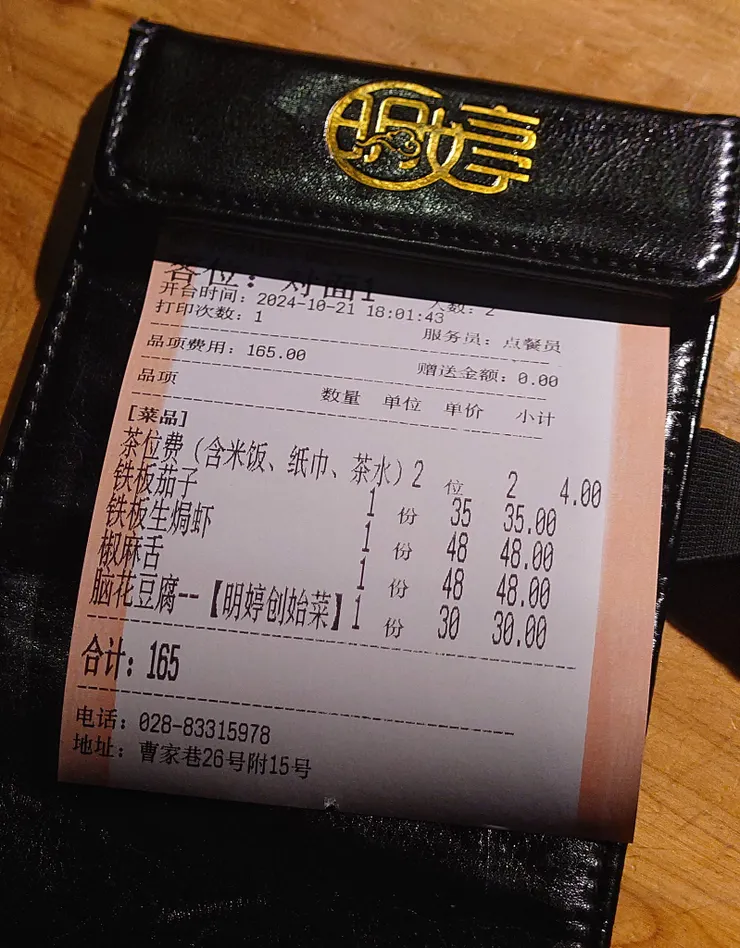 明婷
客位：对面1
人数：2
开台时间：2024-10-21 18:01:43
打印次数：1 服务员：点餐员
品项费用：165.00 赠送金额：0.00
品项 数量 单位 单价 小计
[菜品]
茶位费（含米饭、纸巾、茶水）2 位 2 4.00
铁板茄子 1 份 35 35.00
铁板生焗虾 1 份 48 48.00
椒麻舌 1 份 48 48.00
脑花豆腐--【明婷创始菜】1 份 30 30.00
合计：165
电话：028-83315978
地址：曹家巷26号附15号